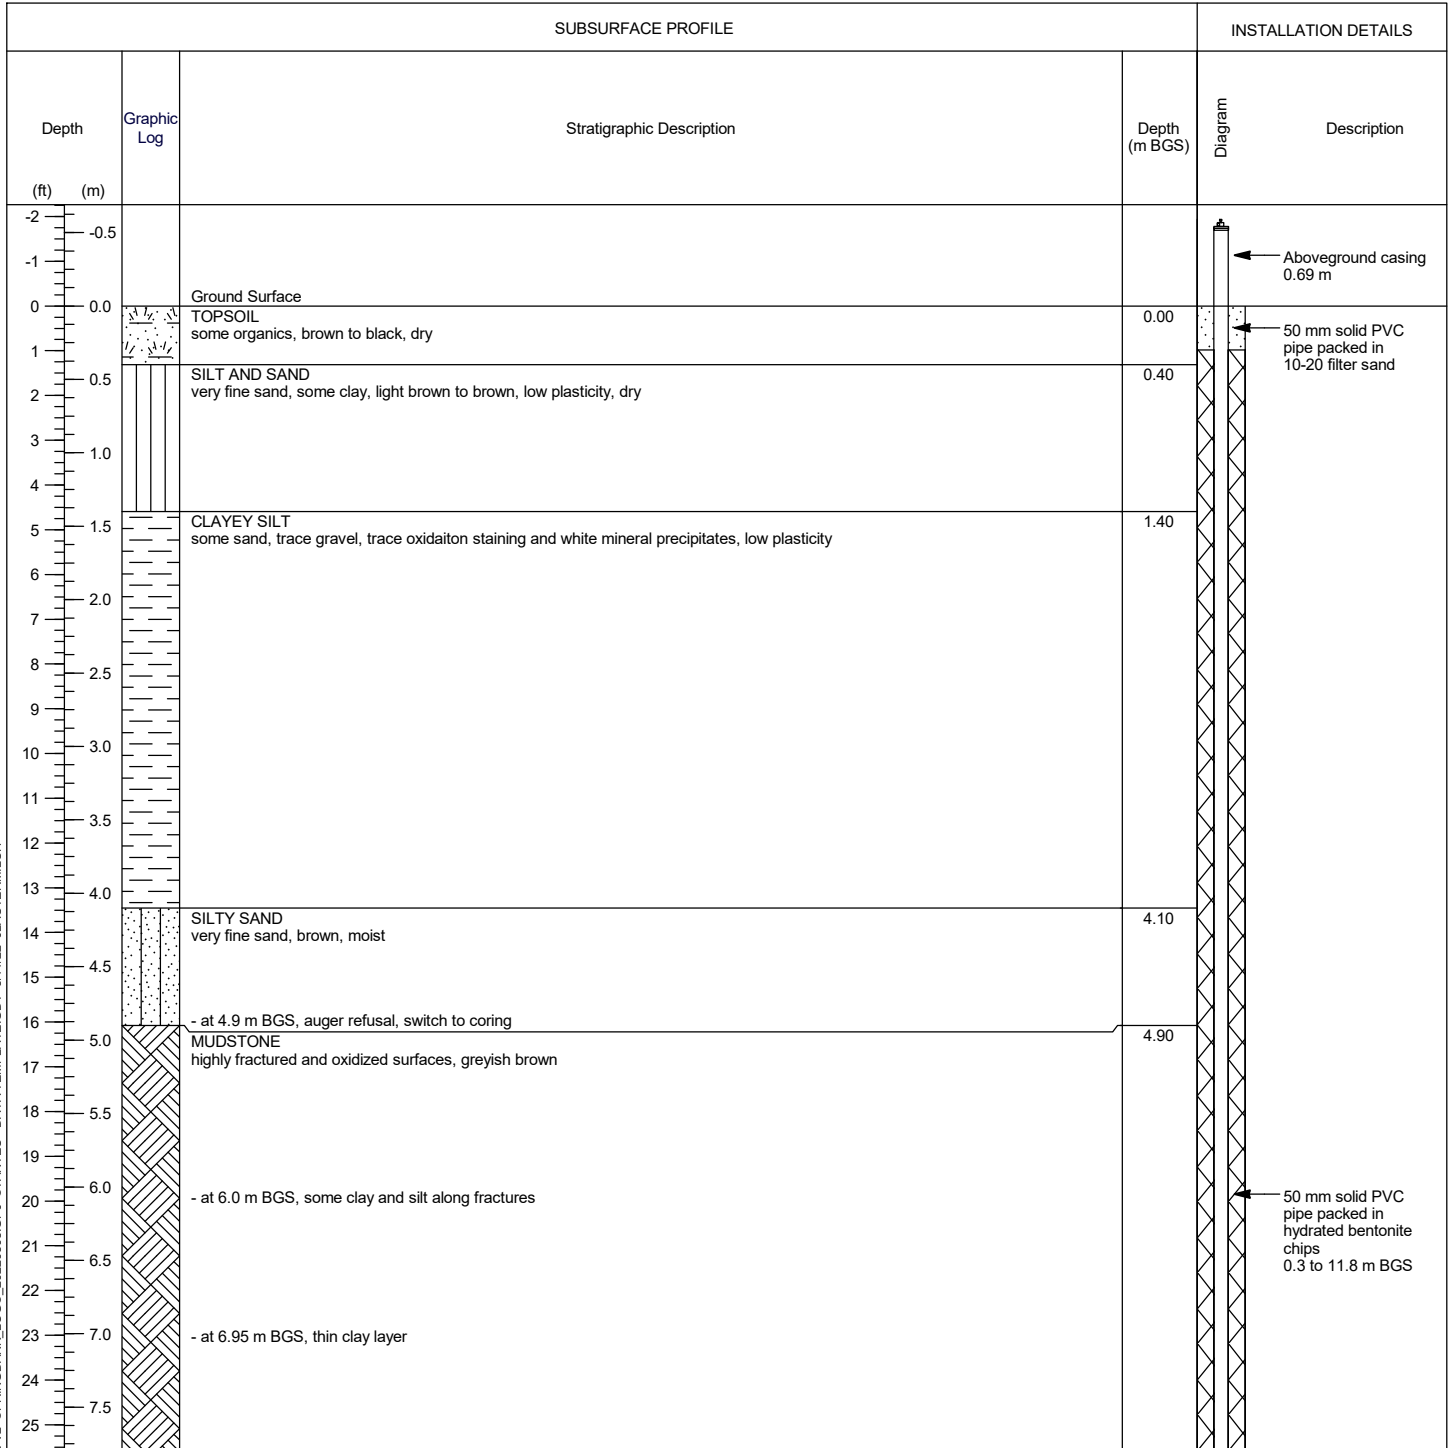 SUBSURFACE PROFILE
INSTALLATION DETAILS
Depth
Graphic
Log
Stratigraphic Description
Depth
(m BGS)
Diagram
Description
(ft) (m)
-2
-0.5
-1
Aboveground casing
0.69 m
Ground Surface
0 0.0
TOPSOIL 0.00
some organics, brown to black, dry
50 mm solid PVC
pipe packed in
10-20 filter sand
1
SILT AND SAND 0.40
0.5
very fine sand, some clay, light brown to brown, low plasticity, dry
2
3
1.0
4
CLAYEY SILT 1.40
1.5
5
some sand, trace gravel, trace oxidaiton staining and white mineral precipitates, low plasticity
6
2.0
7
8
2.5
9
3.0
10
11
3.5
12
13
4.0
SILTY SAND 4.10
14
very fine sand, brown, moist
4.5
15
16
- at 4.9 m BGS, auger refusal, switch to coring
5.0
MUDSTONE 4.90
highly fractured and oxidized surfaces, greyish brown
17
18
5.5
19
6.0
- at 6.0 m BGS, some clay and silt along fractures
20
50 mm solid PVC
pipe packed in
hydrated bentonite
chips
0.3 to 11.8 m BGS
21
6.5
22
23
7.0
- at 6.95 m BGS, thin clay layer
24
7.5
25